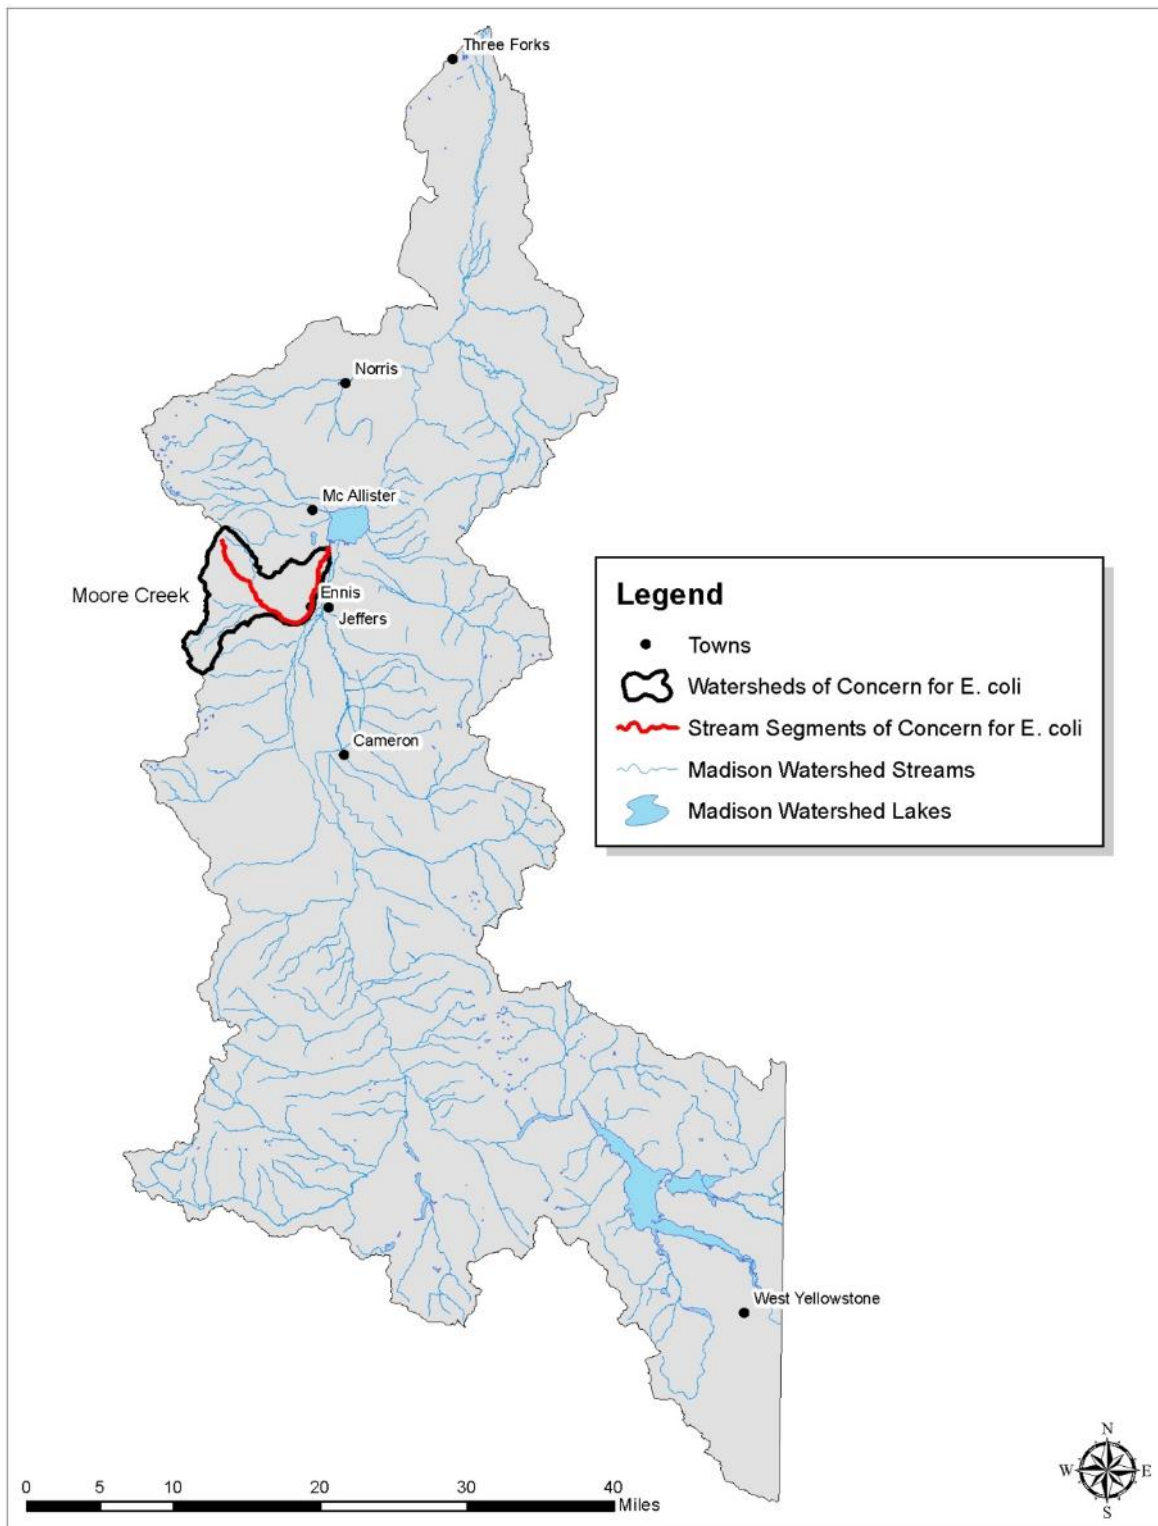 Three Forks
Norris
Mc Allister
Moore Creek
Ennis
Jeffers
Legend
Towns
Watersheds of Concern for E. coli
Stream Segments of Concern for E. coli
Madison Watershed Streams
Madison Watershed Lakes
Cameron
West Yellowstone
N
W E
S
0 5 10 20 30 40
Miles